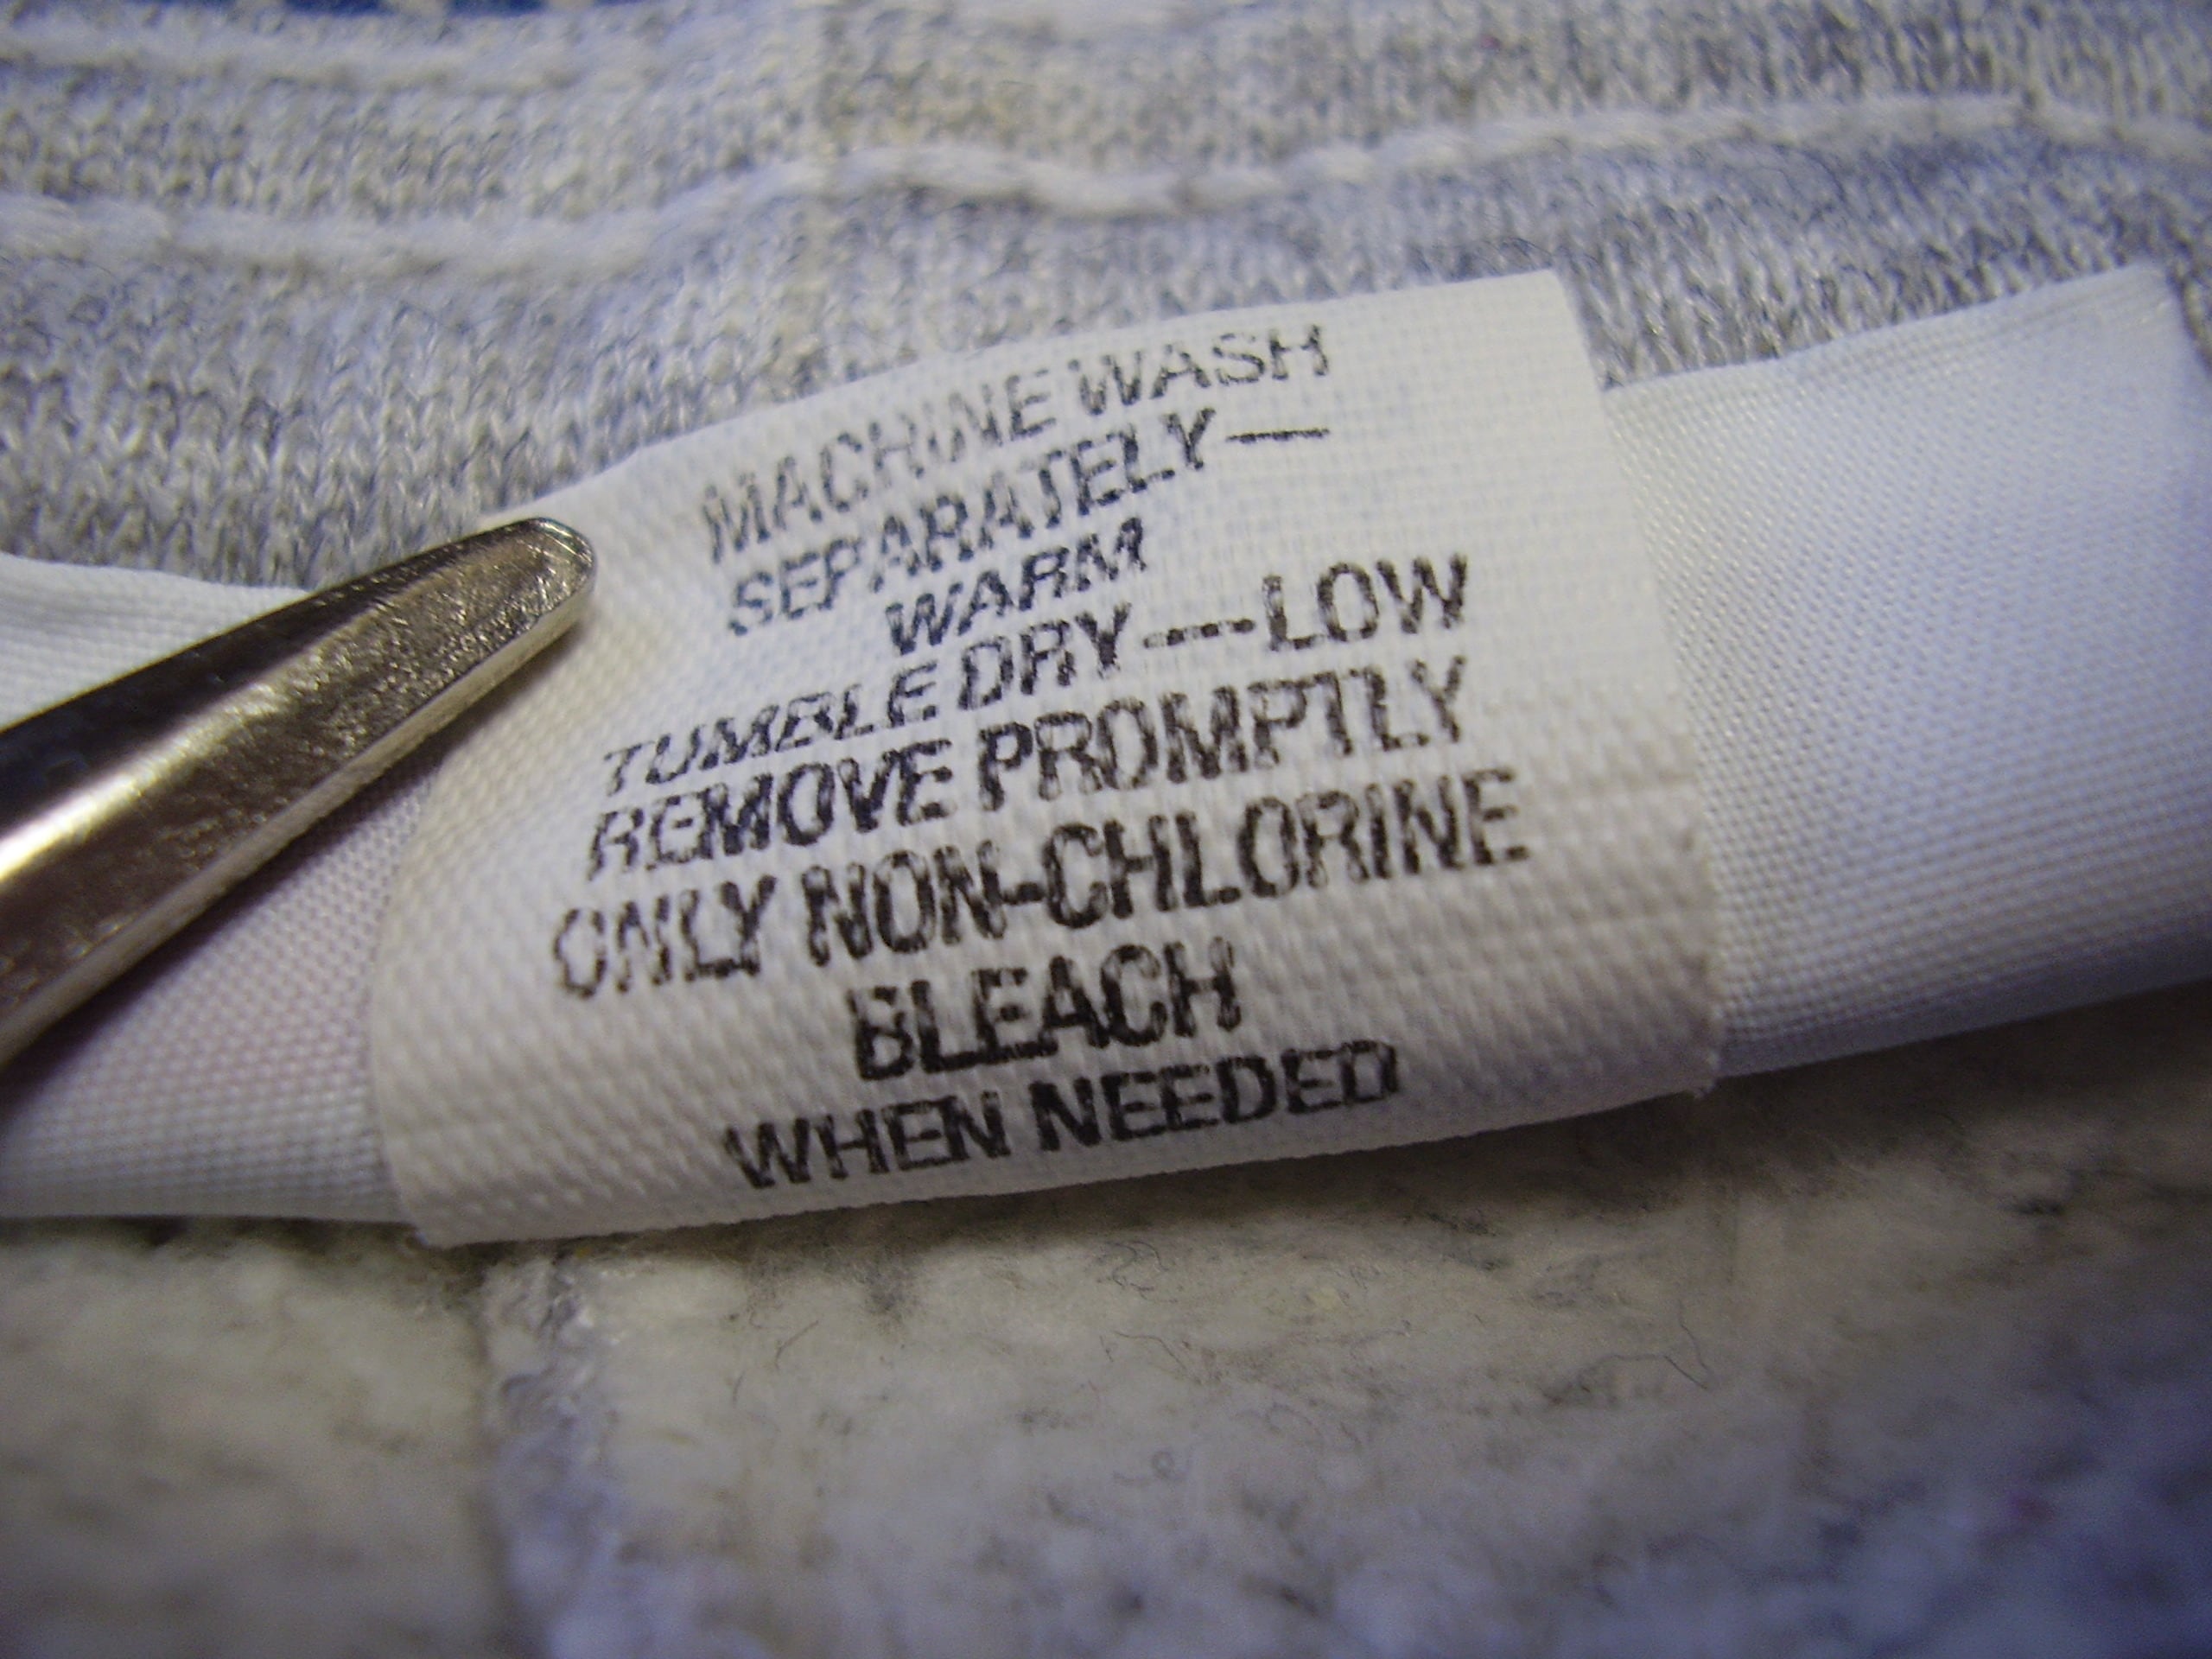 MACHINE WASH
SEPARATELY—
WARM
TUMBLE DRY----LOW
REMOVE PROMPTLY
ONLY NON-CHLORINE
BLEACH
WHEN NEEDED